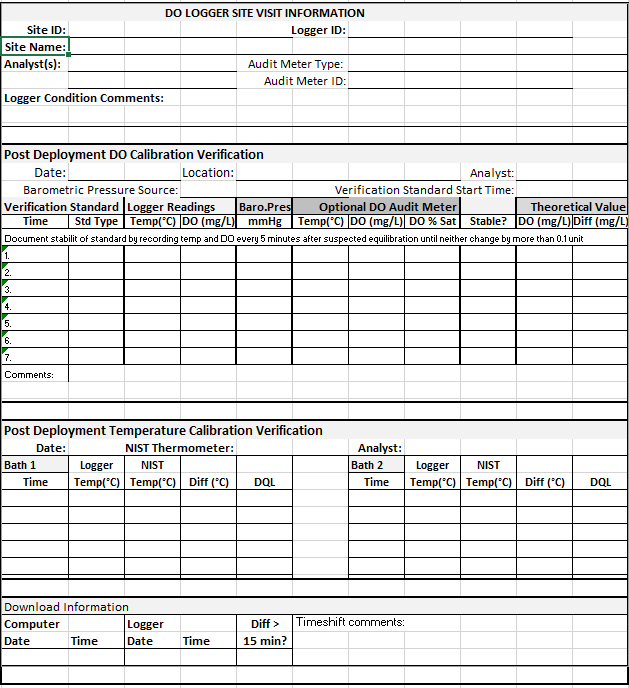 DO LOGGER SITE VISIT INFORMATION
Site ID: Logger ID:
Site Name:
Analyst(s): Audit Meter Type:
Audit Meter ID:
Logger Condition Comments:
Post Deployment DO Calibration Verification
Date: Location: Analyst:
Barometric Pressure Source: Verification Standard Start Time:
Verification Standard Logger Readings Baro.Pres Optional DO Audit Meter Theoretical Value
Time Std Type Temp(°C) DO (mg/L) mmHg Temp(°C) DO (mg/L) DO % Sat Stable? DO (mg/L) Diff (mg/L)
Document stabilit of standard by recording temp and DO every 5 minutes after suspected equilibration until neither change by more than 0.1 unit
1.
2.
3.
4.
5.
6.
7.
Comments:
Post Deployment Temperature Calibration Verification
Date: NIST Thermometer: Analyst:
Bath 1 Logger NIST Bath 2 Logger NIST
Time Temp(°C) Temp(°C) Diff (°C) DQL Time Temp(°C) Temp(°C) Diff (°C) DQL
Download Information
Computer Logger Diff > Timeshift comments:
Date Time Date Time 15 min?